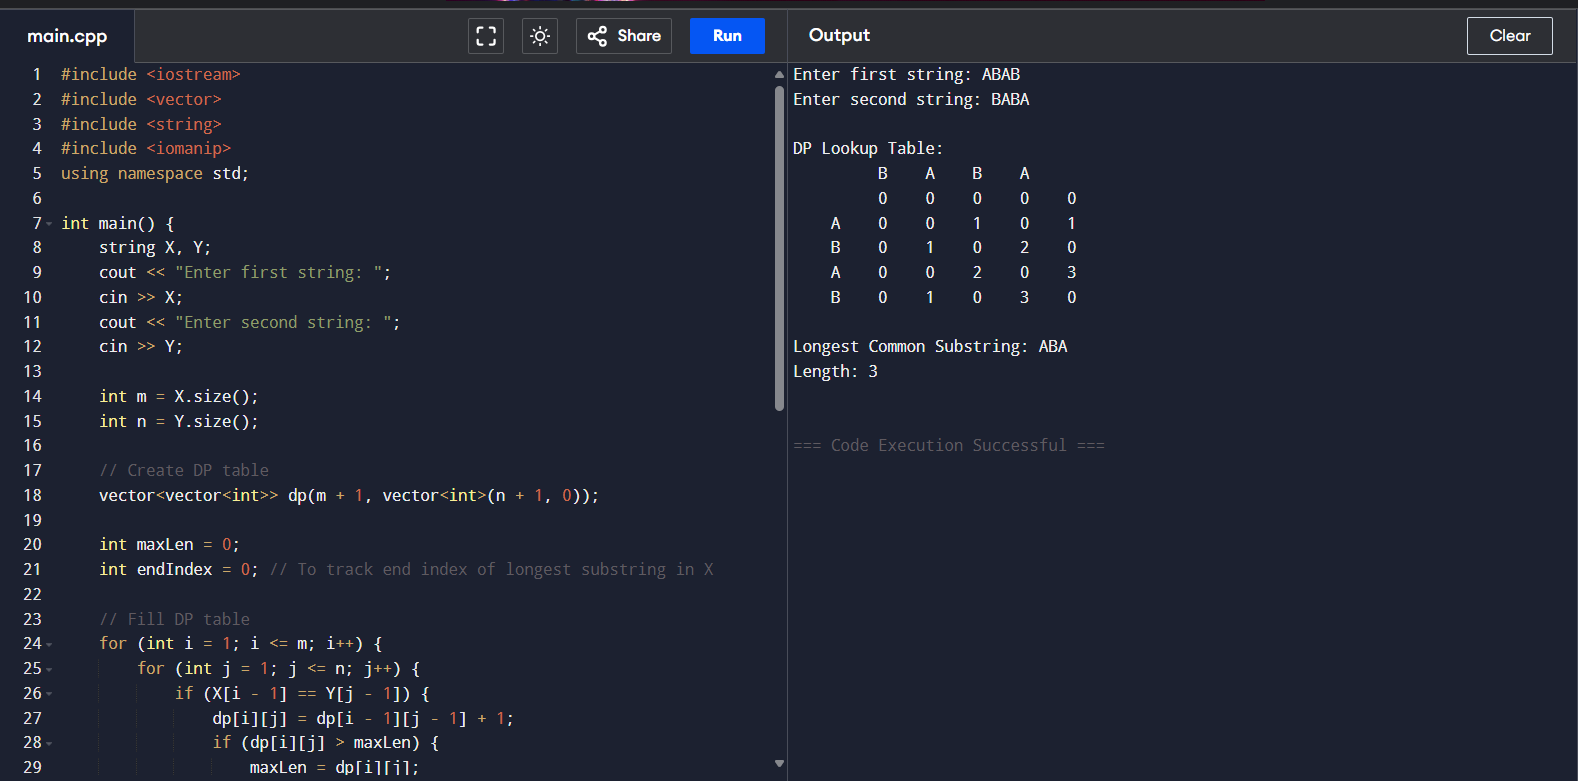 main.cpp
Share
Run
Output
Clear
1 #include <iostream>
2 #include <vector>
3 #include <string>
4 #include <iomanip>
5 using namespace std;
6
7 int main() {
8     string X, Y;
9     cout << "Enter first string: ";
10     cin >> X;
11     cout << "Enter second string: ";
12     cin >> Y;
13
14     int m = X.size();
15     int n = Y.size();
16
17     // Create DP table
18     vector<vector<int>> dp(m + 1, vector<int>(n + 1, 0));
19
20     int maxLen = 0;
21     int endIndex = 0; // To track end index of longest substring in X
22
23     // Fill DP table
24     for (int i = 1; i <= m; i++) {
25         for (int j = 1; j <= n; j++) {
26             if (X[i - 1] == Y[j - 1]) {
27                 dp[i][j] = dp[i - 1][j - 1] + 1;
28                 if (dp[i][j] > maxLen) {
29                     maxLen = dp[i][j];
Enter first string: ABAB
Enter second string: BABA

DP Lookup Table:
         B    A    B    A
         0    0    0    0    0
    A    0    0    1    0    1
    B    0    1    0    2    0
    A    0    0    2    0    3
    B    0    1    0    3    0

Longest Common Substring: ABA
Length: 3

=== Code Execution Successful ===